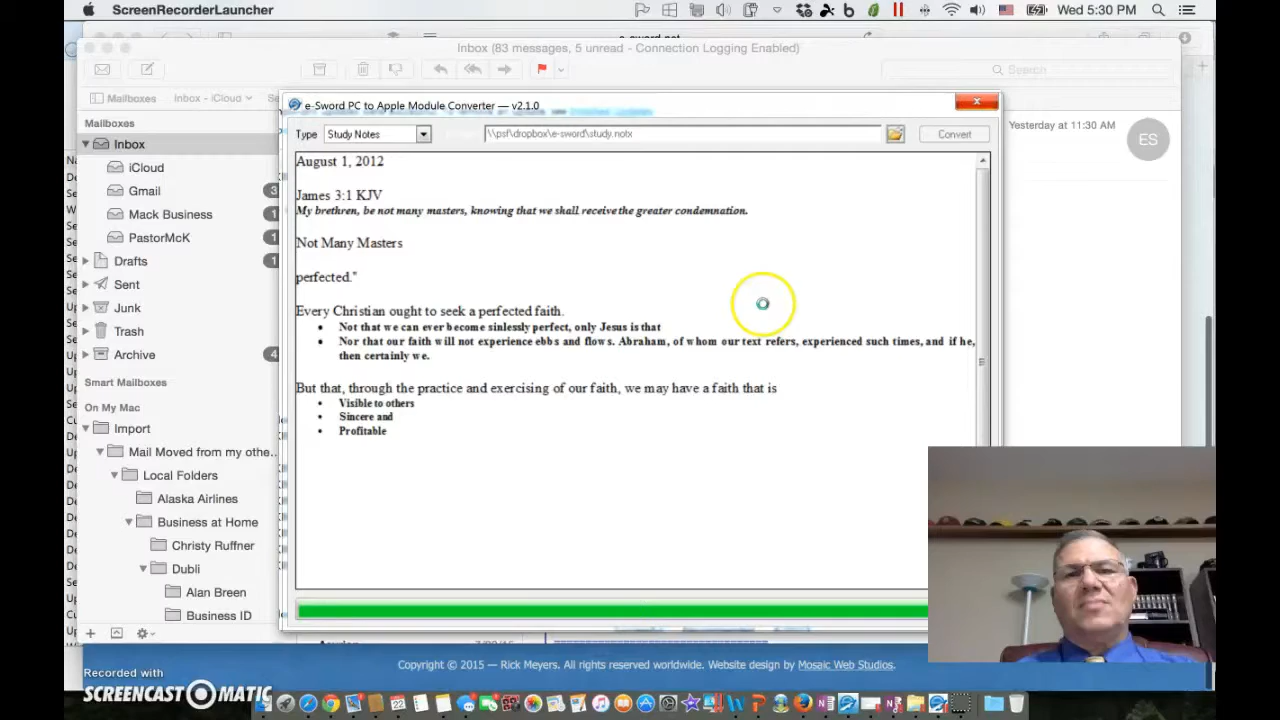 ScreenRecorderLauncher
Wed 5:30 PM
Inbox (83 messages, 5 unread - Connection Logging Enabled)
Search
Mailboxes
Inbox - iCloud
Mailboxes
Inbox
iCloud
Gmail
3
Mack Business
1
PastorMcK
1
Drafts
1
Sent
Junk
Trash
Archive
4
Smart Mailboxes
On My Mac
Import
Mail Moved from my othe...
Local Folders
Alaska Airlines
Business at Home
Christy Ruffner
Dubli
Alan Breen
Business ID
e-Sword PC to Apple Module Converter — v2.1.0
Type
Study Notes
\\psf\dropbox\e-sword\study.notx
Convert
August 1, 2012
James 3:1 KJV
My brethren, be not many masters, knowing that we shall receive the greater condemnation.
Not Many Masters
perfected."
Every Christian ought to seek a perfected faith.
• Not that we can ever become sinlessly perfect, only Jesus is that
• Nor that our faith will not experience ebbs and flows. Abraham, of whom our text refers, experienced such times, and if he,
then certainly we.
But that, through the practice and exercising of our faith, we may have a faith that is
• Visible to others
• Sincere and
• Profitable
Yesterday at 11:30 AM
ES
Copyright © 2015 — Rick Meyers. All rights reserved worldwide. Website design by Mosaic Web Studios.
Recorded with
SCREENCAST O MATIC